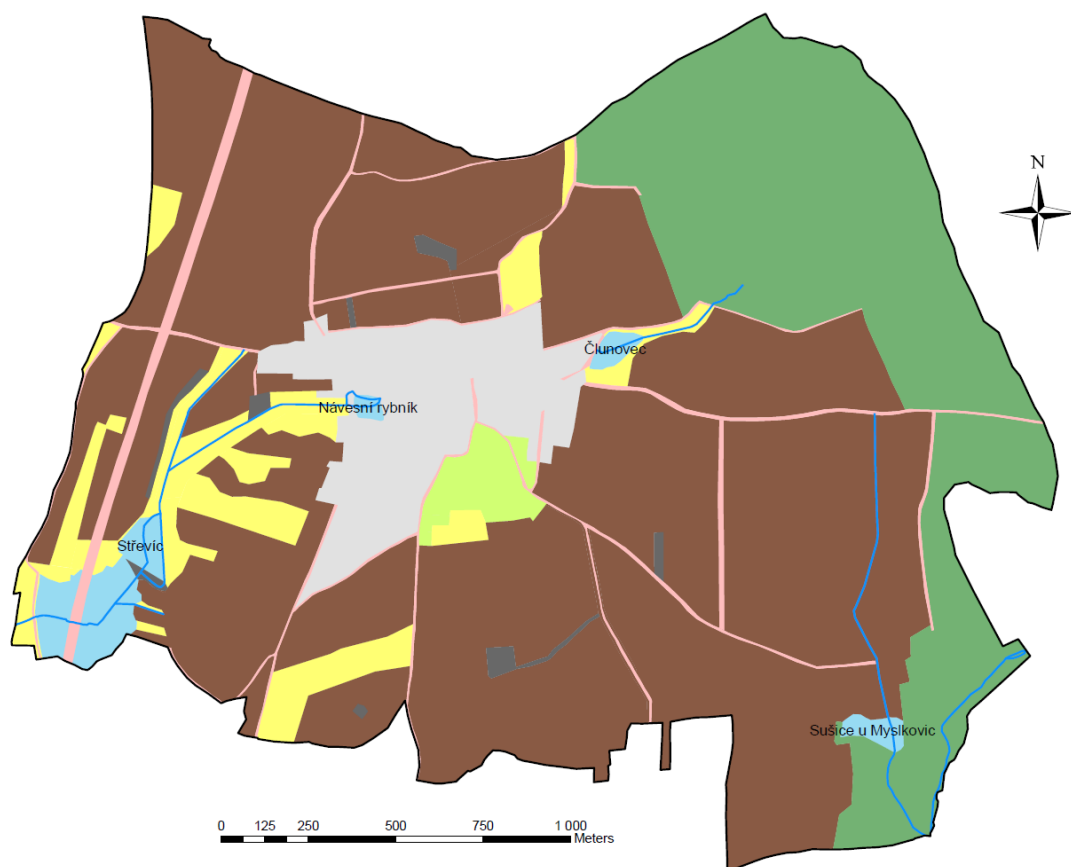 N
Člunovec
Návesní rybník
Střevíc
Sušice u Myslkovic
0 125 250 500 750 1 000
Meters